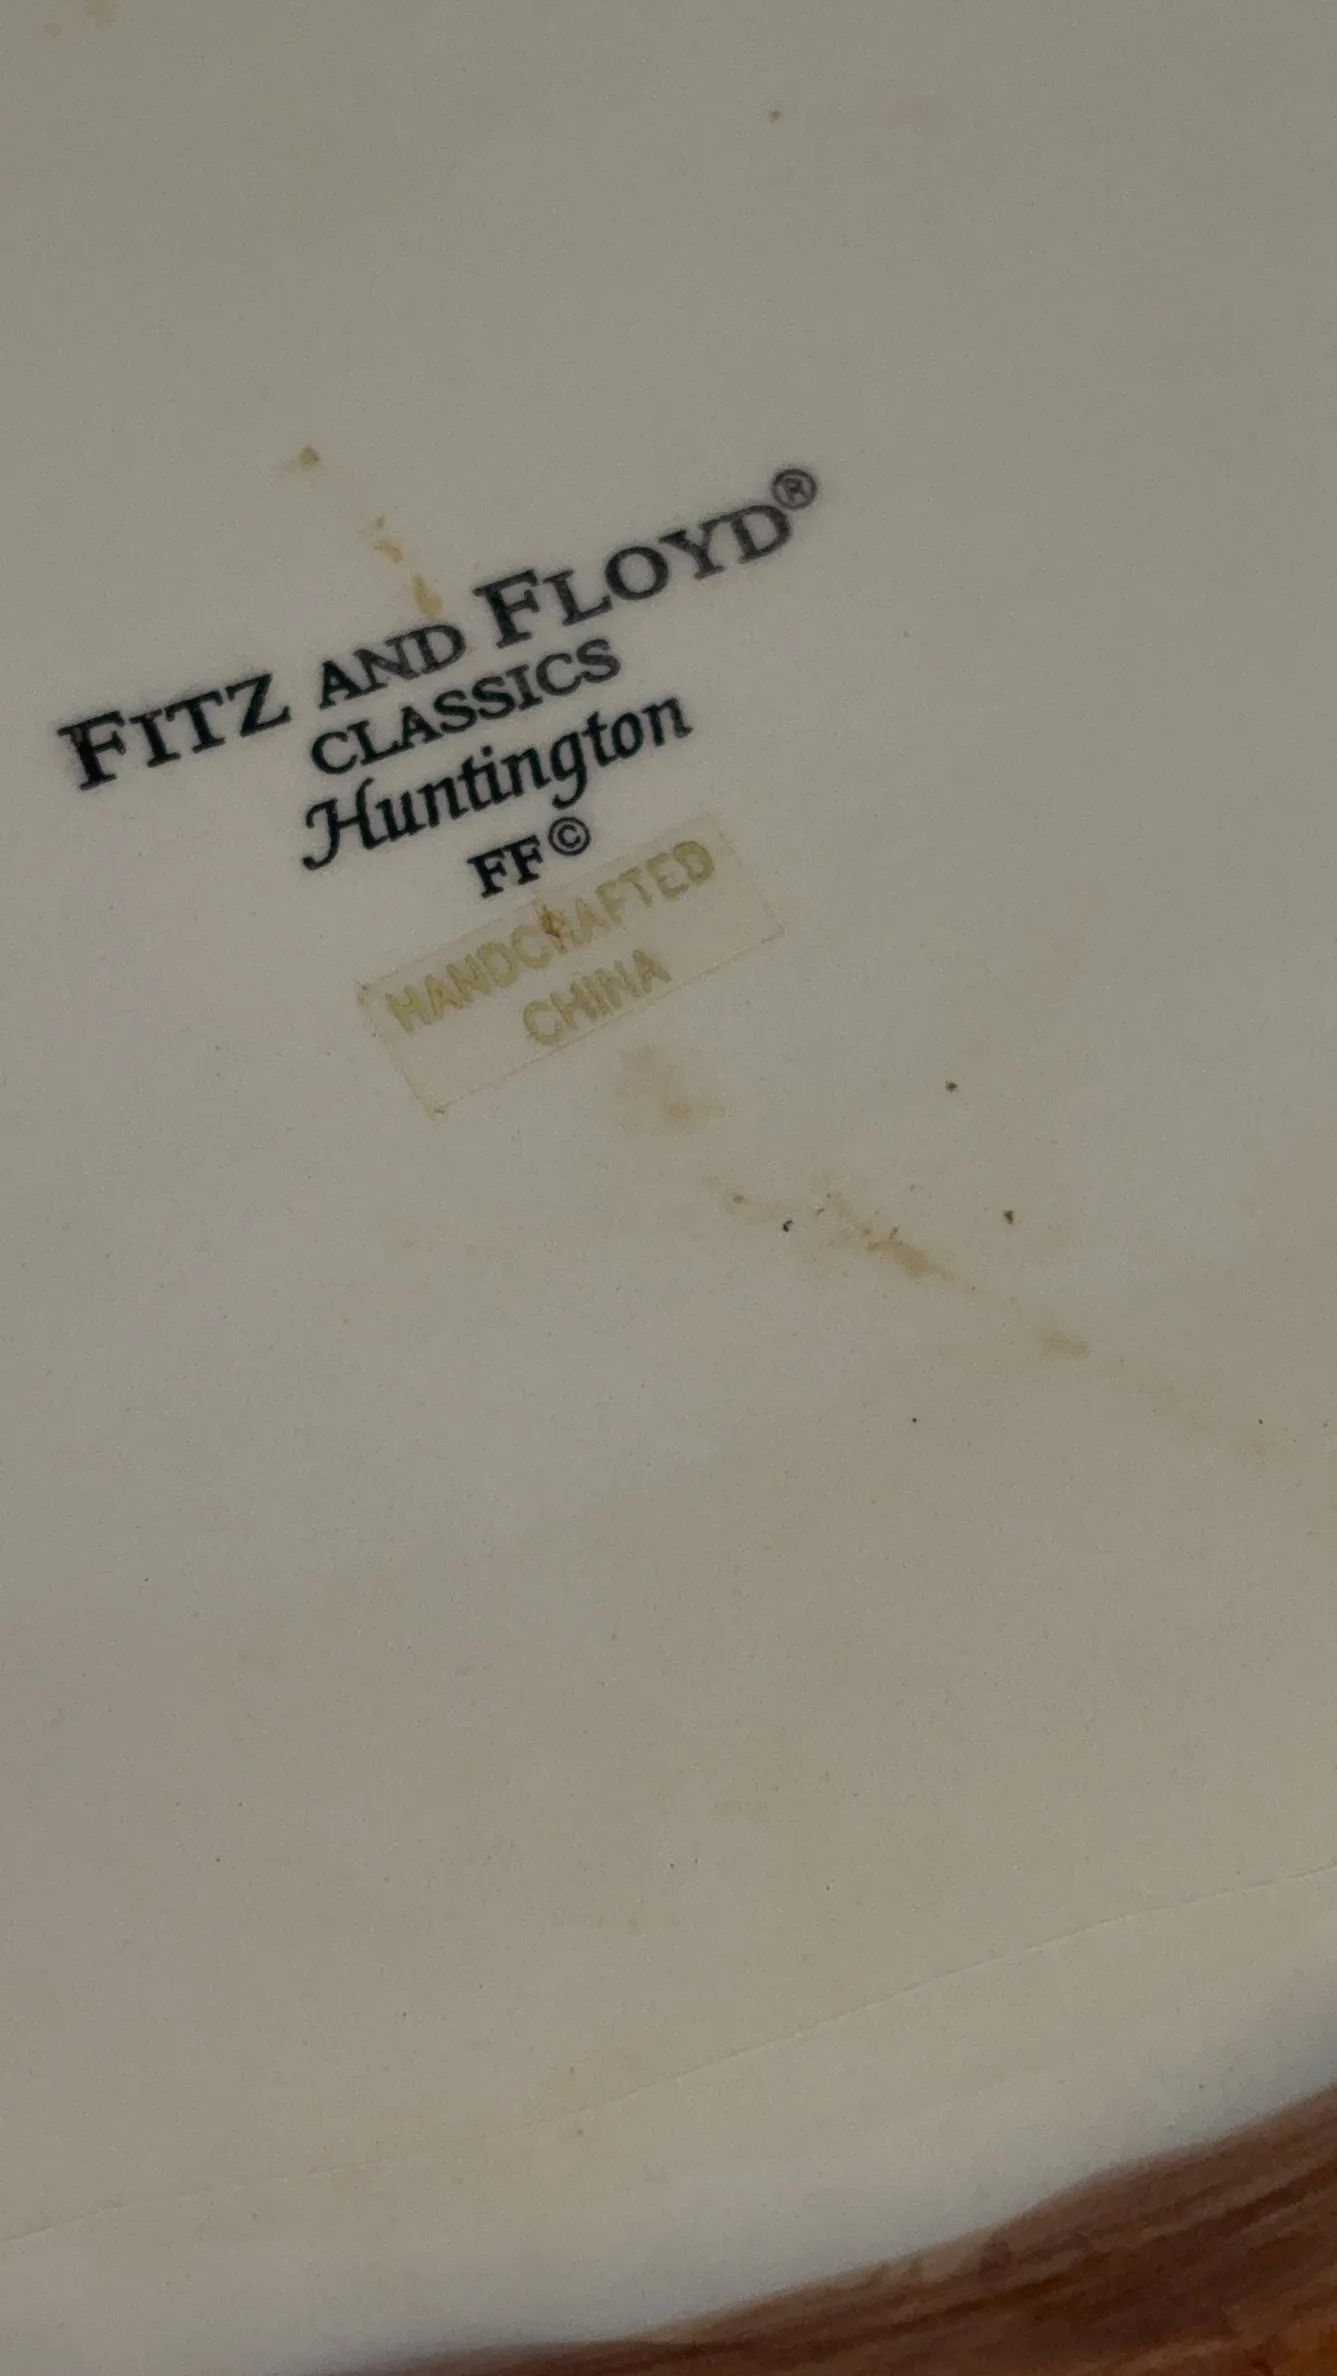 FITZ AND FLOYD®
CLASSICS
Huntington
FF©
HANDCRAFTED
CHINA